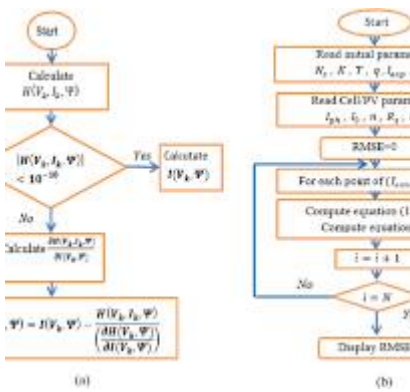 Start
Calculate
H(V_k, I_k, Ψ)
|H(V_k, I_k, Ψ)|
< 10⁻¹⁰
Yes
Calculate
I(V_k, Ψ)
No
Calculate ∂H(V_k,I_k,Ψ)/∂I(V_k,Ψ)
, Ψ) = I(V_k, Ψ) - H(V_k, I_k, Ψ)/(∂H(V_k, Ψ)/∂I(V_k, Ψ))
(a)
Start
Read initial param
N_s , K , T , q , I_exp
Read Cell/PV param
I_ph , I_0 , n , R_s ,
RMSE=0
For each point of (I
Compute equation (1
Compute equation
i = i + 1
No
i = N
y
Display RMSE
(b)